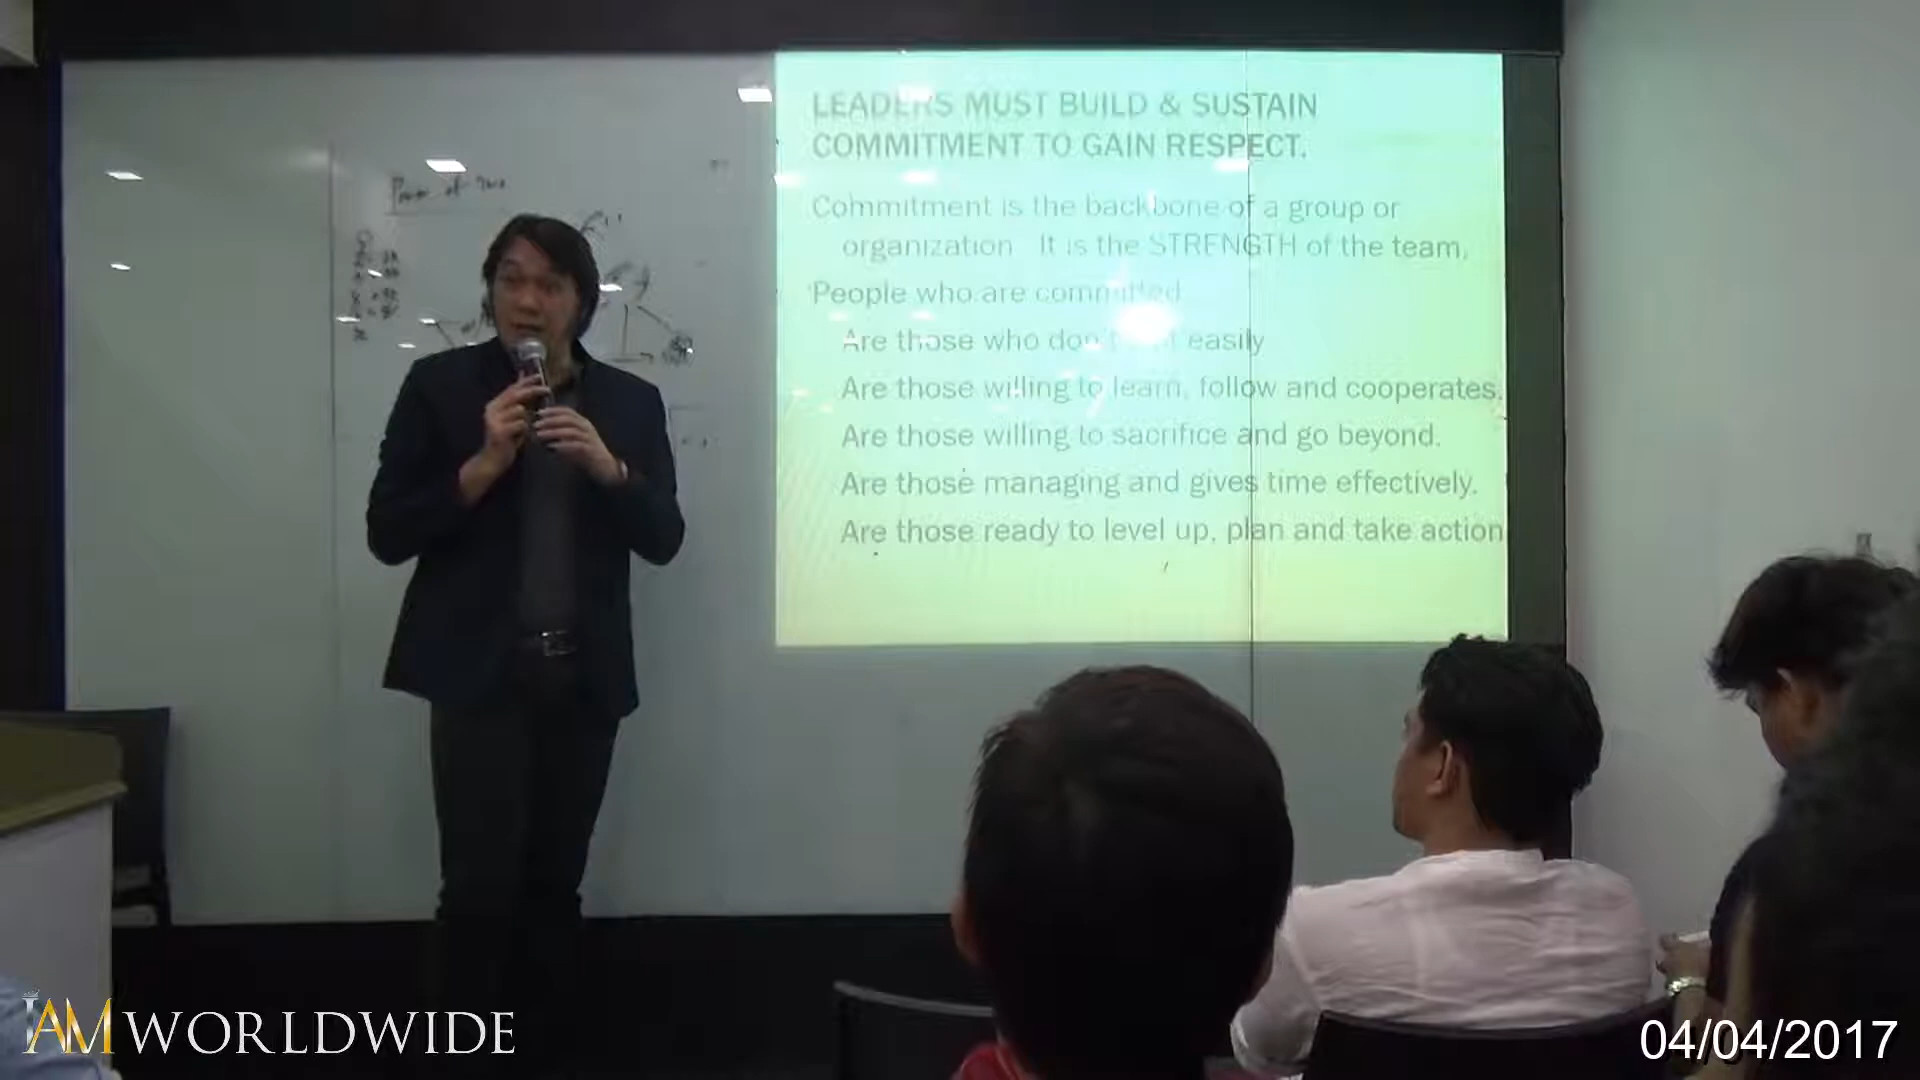 LEADERS MUST BUILD & SUSTAIN
COMMITMENT TO GAIN RESPECT.
Commitment is the backbone of a group or
organization It is the STRENGTH of the team,
People who are committed
Are those who don't easily
Are those willing to learn, follow and cooperates.
Are those willing to sacrifice and go beyond.
Are those managing and gives time effectively.
Are those ready to level up, plan and take action
Power of
IAM WORLDWIDE
04/04/2017